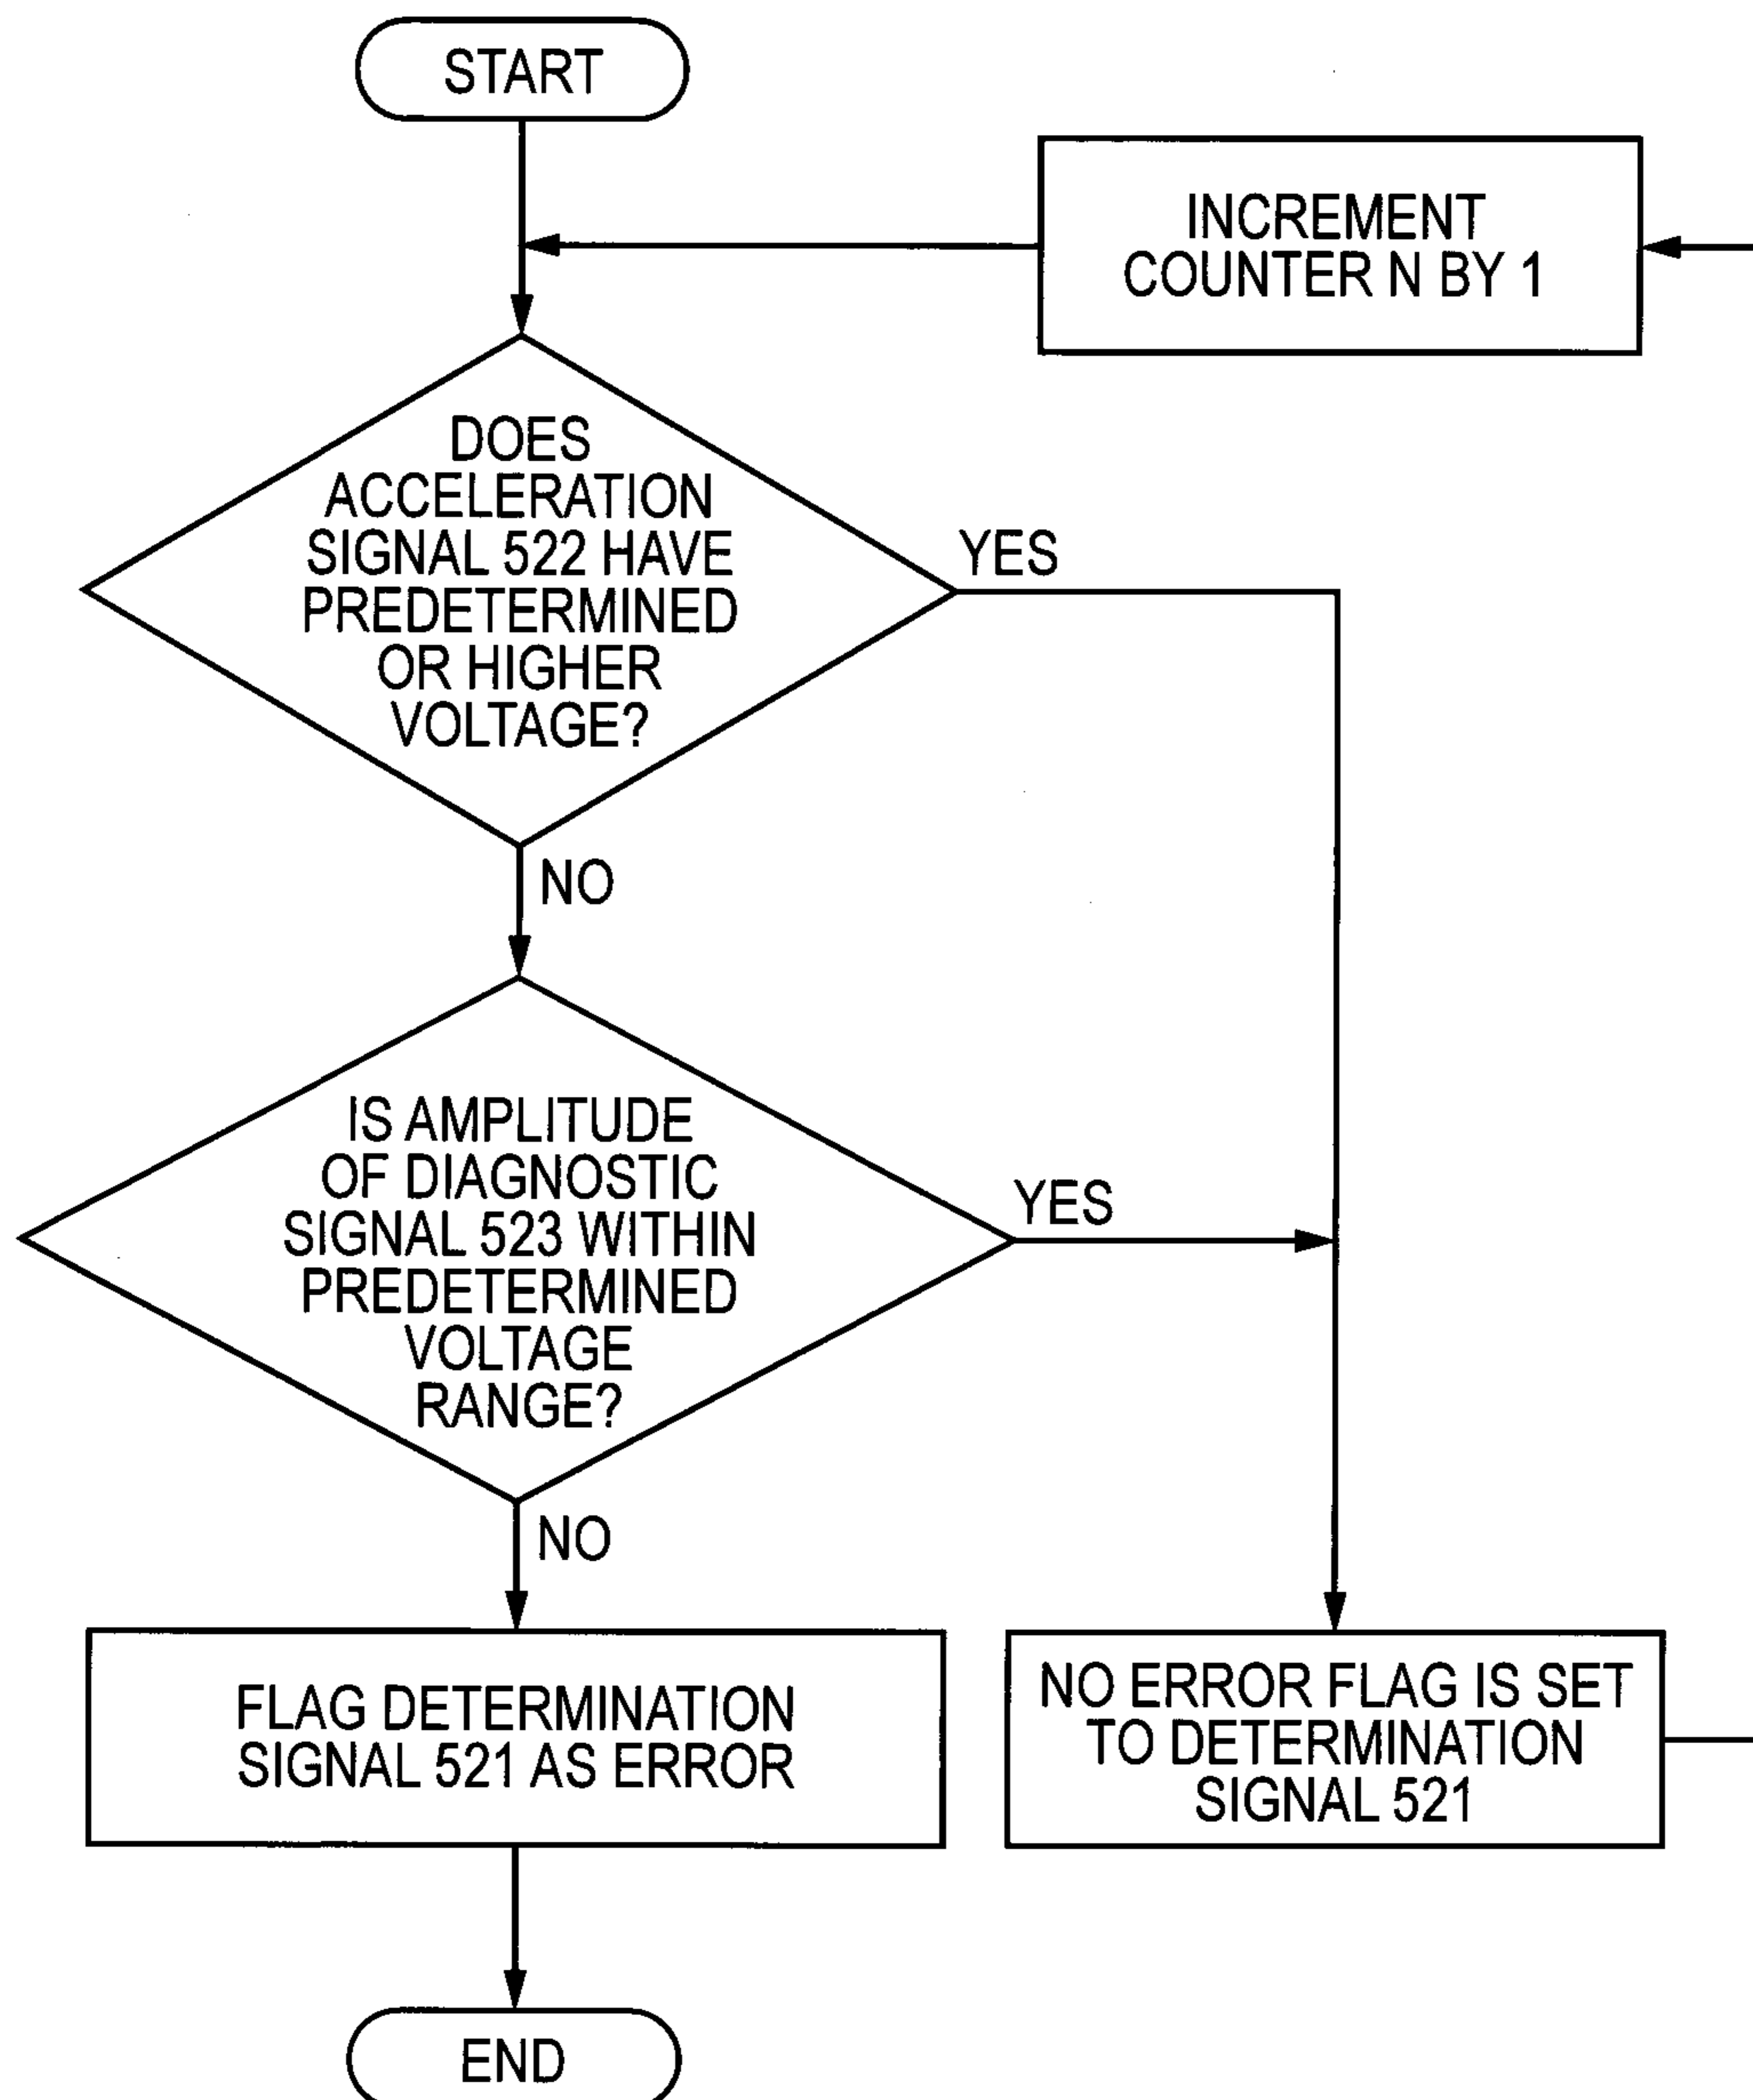 START
INCREMENT
COUNTER N BY 1
DOES
ACCELERATION
SIGNAL 522 HAVE
PREDETERMINED
OR HIGHER
VOLTAGE?
YES
NO
IS AMPLITUDE
OF DIAGNOSTIC
SIGNAL 523 WITHIN
PREDETERMINED
VOLTAGE
RANGE?
YES
NO
FLAG DETERMINATION
SIGNAL 521 AS ERROR
NO ERROR FLAG IS SET
TO DETERMINATION
SIGNAL 521
END